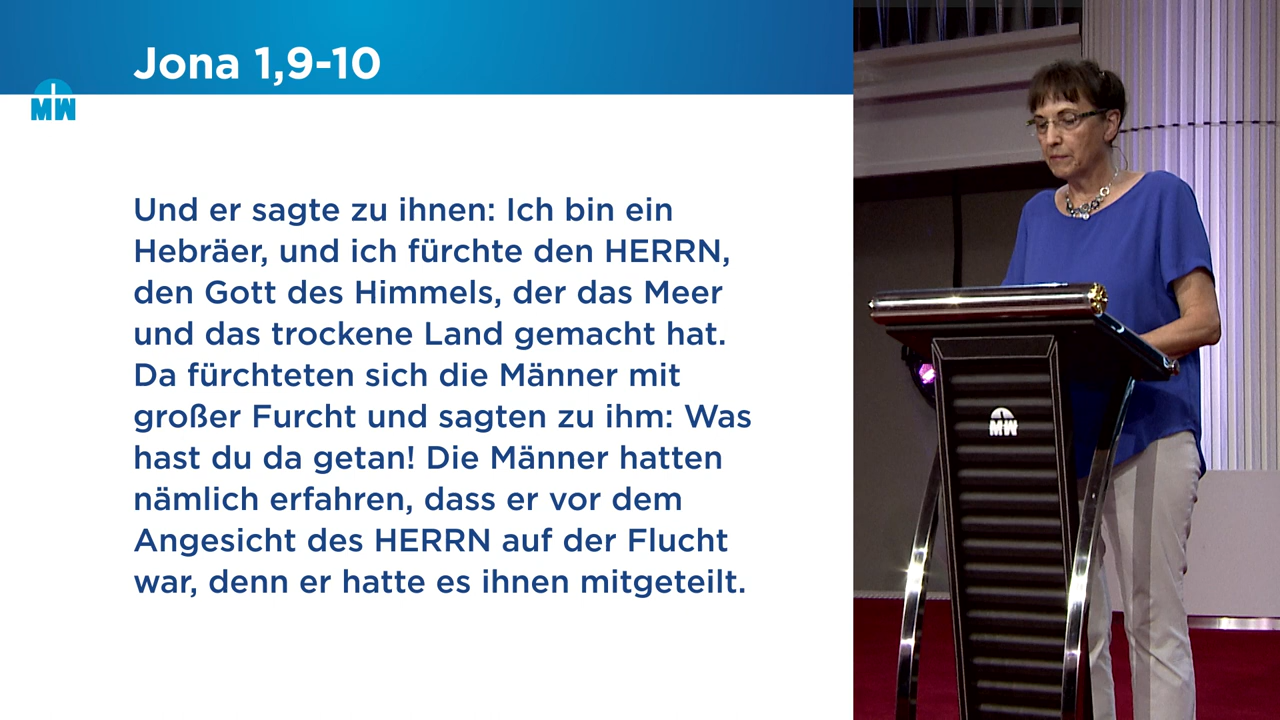 Jona 1,9-10
MW
Und er sagte zu ihnen: Ich bin ein
Hebräer, und ich fürchte den HERRN,
den Gott des Himmels, der das Meer
und das trockene Land gemacht hat.
Da fürchteten sich die Männer mit
großer Furcht und sagten zu ihm: Was
hast du da getan! Die Männer hatten
nämlich erfahren, dass er vor dem
Angesicht des HERRN auf der Flucht
war, denn er hatte es ihnen mitgeteilt.
MW